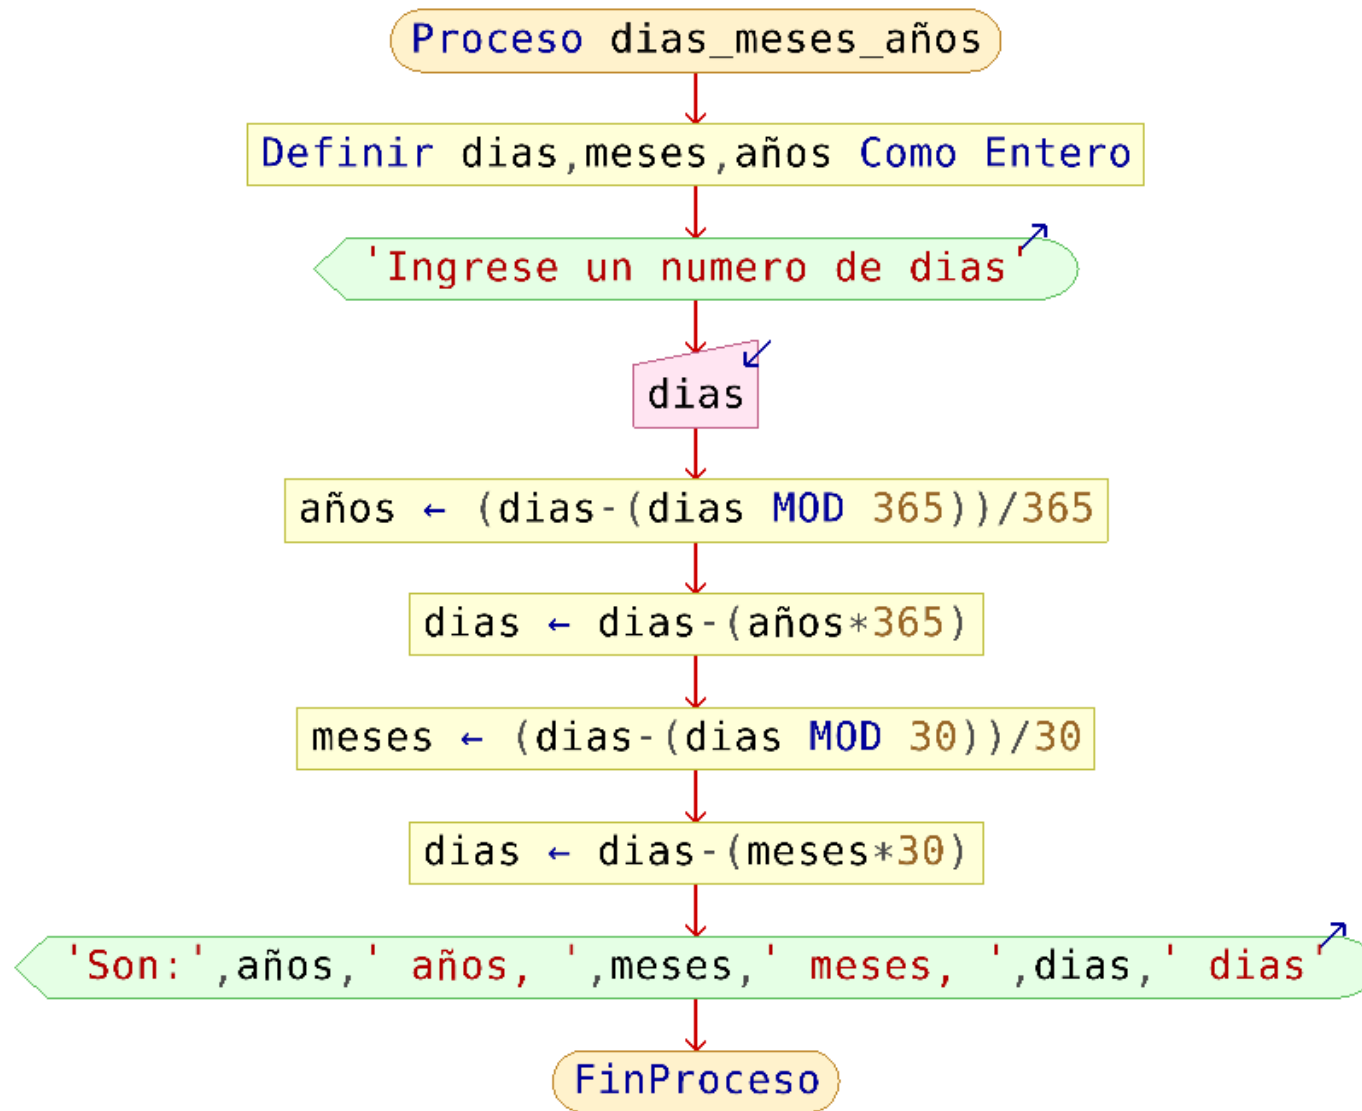 Proceso dias_meses_años
Definir dias,meses,años Como Entero
'Ingrese un numero de dias'
dias
años ← (dias-(dias MOD 365))/365
dias ← dias-(años*365)
meses ← (dias-(dias MOD 30))/30
dias ← dias-(meses*30)
'Son:',años,' años, ',meses,' meses, ',dias,' dias'
FinProceso